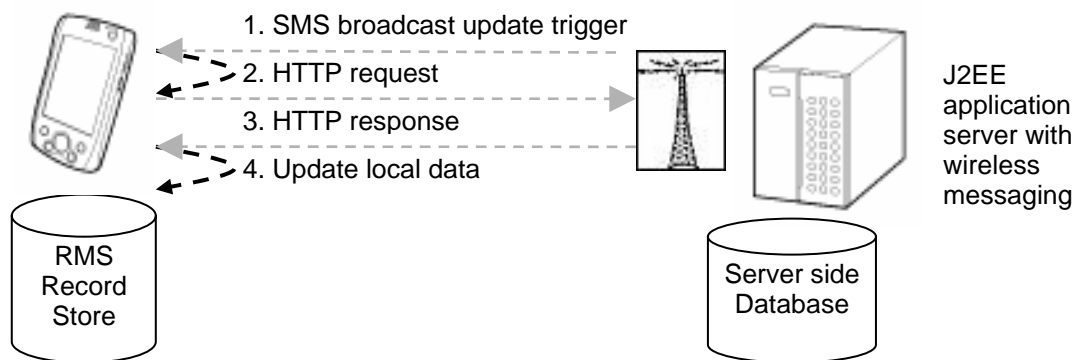 1. SMS broadcast update trigger
2. HTTP request
3. HTTP response
4. Update local data
J2EE
application
server with
wireless
messaging
RMS
Record
Store
Server side
Database